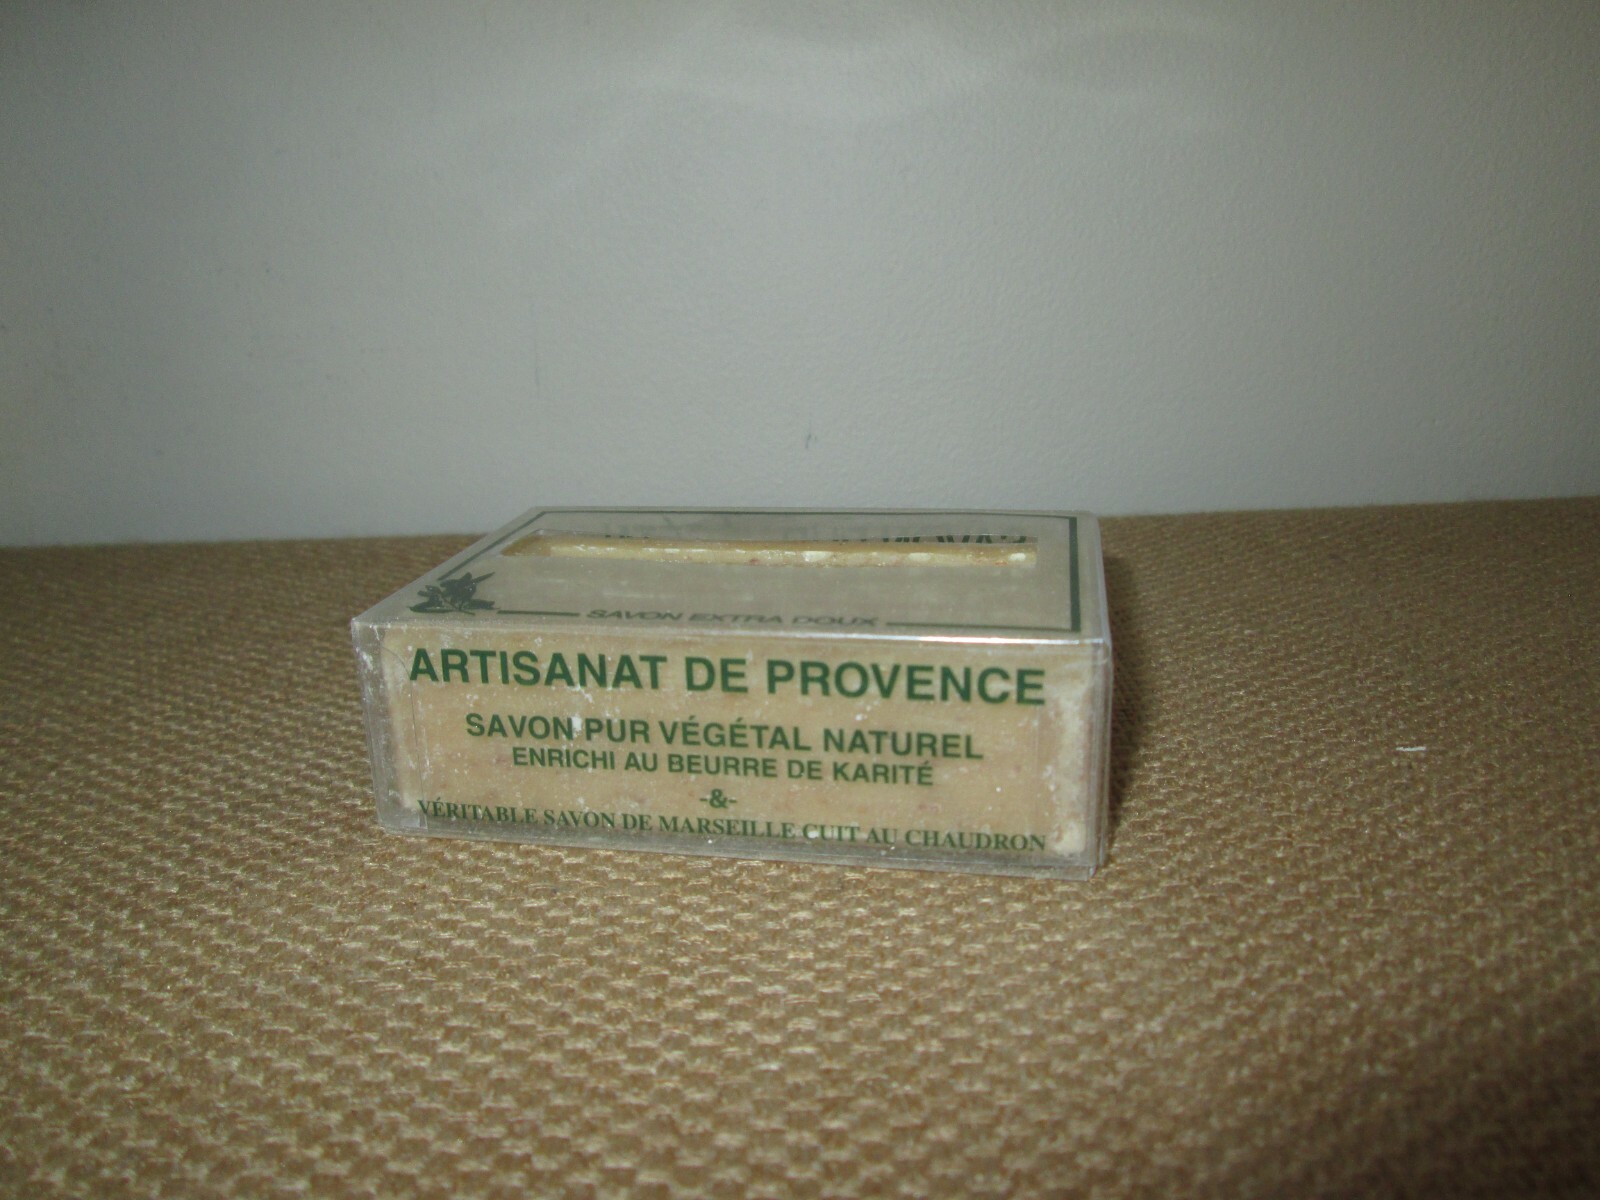 SAVON EXTRA DOUX
ARTISANAT DE PROVENCE
SAVON PUR VÉGÉTAL NATUREL
ENRICHI AU BEURRE DE KARITÉ
-&-
VÉRITABLE SAVON DE MARSEILLE CUIT AU CHAUDRON